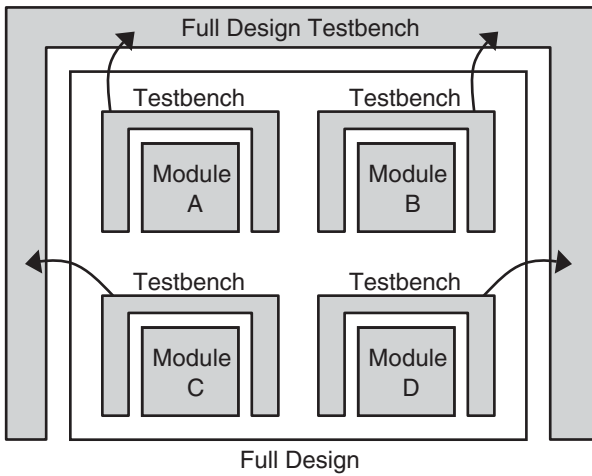 Full Design Testbench
Testbench
Testbench
Module
A
Module
B
Testbench
Testbench
Module
C
Module
D
Full Design